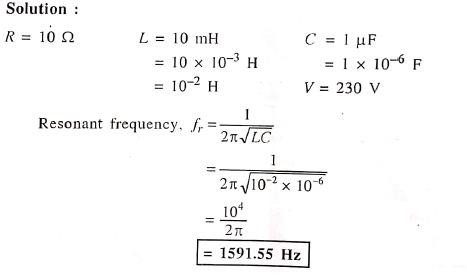 Solution :
R = 10 Ω L = 10 mH C = 1 μF
= 10 × 10⁻³ H = 1 × 10⁻⁶ F
= 10⁻² H V = 230 V
Resonant frequency, fᵣ = 1 / 2π√LC
= 1 / 2π√10⁻² × 10⁻⁶
= 10⁴ / 2π
= 1591.55 Hz